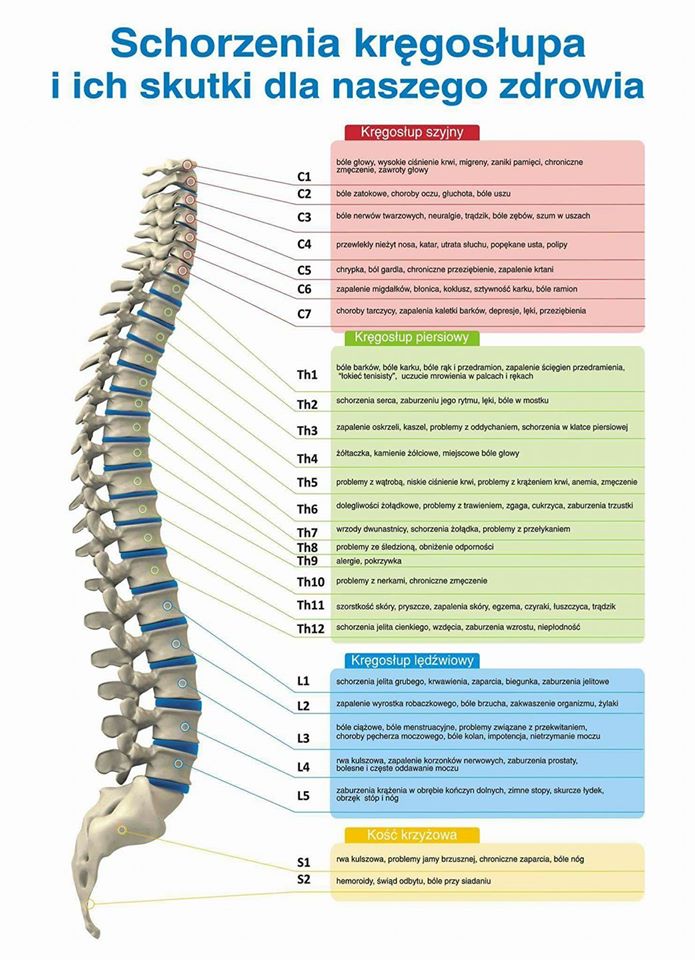 Schorzenia kręgosłupa
i ich skutki dla naszego zdrowia
Kręgosłup szyjny
C1 bóle głowy, wysokie ciśnienie krwi, migreny, zaniki pamięci, chroniczne
zmęczenie, zawroty głowy
C2 bóle zatokowe, choroby oczu, głuchota, bóle uszu
C3 bóle nerwów twarzowych, neuralgie, trądzik, bóle zębów, szum w uszach
C4 przewlekły nieżyt nosa, katar, utrata słuchu, popękane usta, polipy
C5 chrypka, ból gardła, chroniczne przeziębienie, zapalenie krtani
C6 zapalenie migdałków, błonica, koklusz, sztywność karku, bóle ramion
C7 choroby tarczycy, zapalenia kaletki barków, depresje, lęki, przeziębienia
Kręgosłup piersiowy
Th1 bóle barków, bóle karku, bóle rąk i przedramion, zapalenie ścięgien przedramienia,
"łokieć tenisisty", uczucie mrowienia w palcach i rękach
Th2 schorzenia serca, zaburzeniu jego rytmu, lęki, bóle w mostku
Th3 zapalenie oskrzeli, kaszel, problemy z oddychaniem, schorzenia w klatce piersiowej
Th4 żółtaczka, kamienie żółciowe, miejscowe bóle głowy
Th5 problemy z wątrobą, niskie ciśnienie krwi, problemy z krążeniem krwi, anemia, zmęczenie
Th6 dolegliwości żołądkowe, problemy z trawieniem, zgaga, cukrzyca, zaburzenia trzustki
Th7 wrzody dwunastnicy, schorzenia żołądka, problemy z przełykaniem
Th8 problemy ze śledzioną, obniżenie odporności
Th9 alergie, pokrzywka
Th10 problemy z nerkami, chroniczne zmęczenie
Th11 szorstkość skóry, pryszcze, zapalenia skóry, egzema, czyraki, łuszczyca, trądzik
Th12 schorzenia jelita cienkiego, wzdęcia, zaburzenia wzrostu, niepłodność
Kręgosłup lędźwiowy
L1 schorzenia jelita grubego, krwawienia, zaparcia, biegunka, zaburzenia jelitowe
L2 zapalenie wyrostka robaczkowego, bóle brzucha, zakwaszenie organizmu, żylaki
L3 bóle ciążowe, bóle menstruacyjne, problemy związane z przekwitaniem,
choroby pęcherza moczowego, bóle kolan, impotencja, nietrzymanie moczu
L4 rwa kulszowa, zapalenie korzonków nerwowych, zaburzenia prostaty,
bolesne i częste oddawanie moczu
L5 zaburzenia krążenia w obrębie kończyn dolnych, zimne stopy, skurcze łydek,
obrzęk stóp i nóg
Kość krzyżowa
S1 rwa kulszowa, problemy jamy brzusznej, chroniczne zaparcia, bóle nóg
S2 hemoroidy, świąd odbytu, bóle przy siadaniu